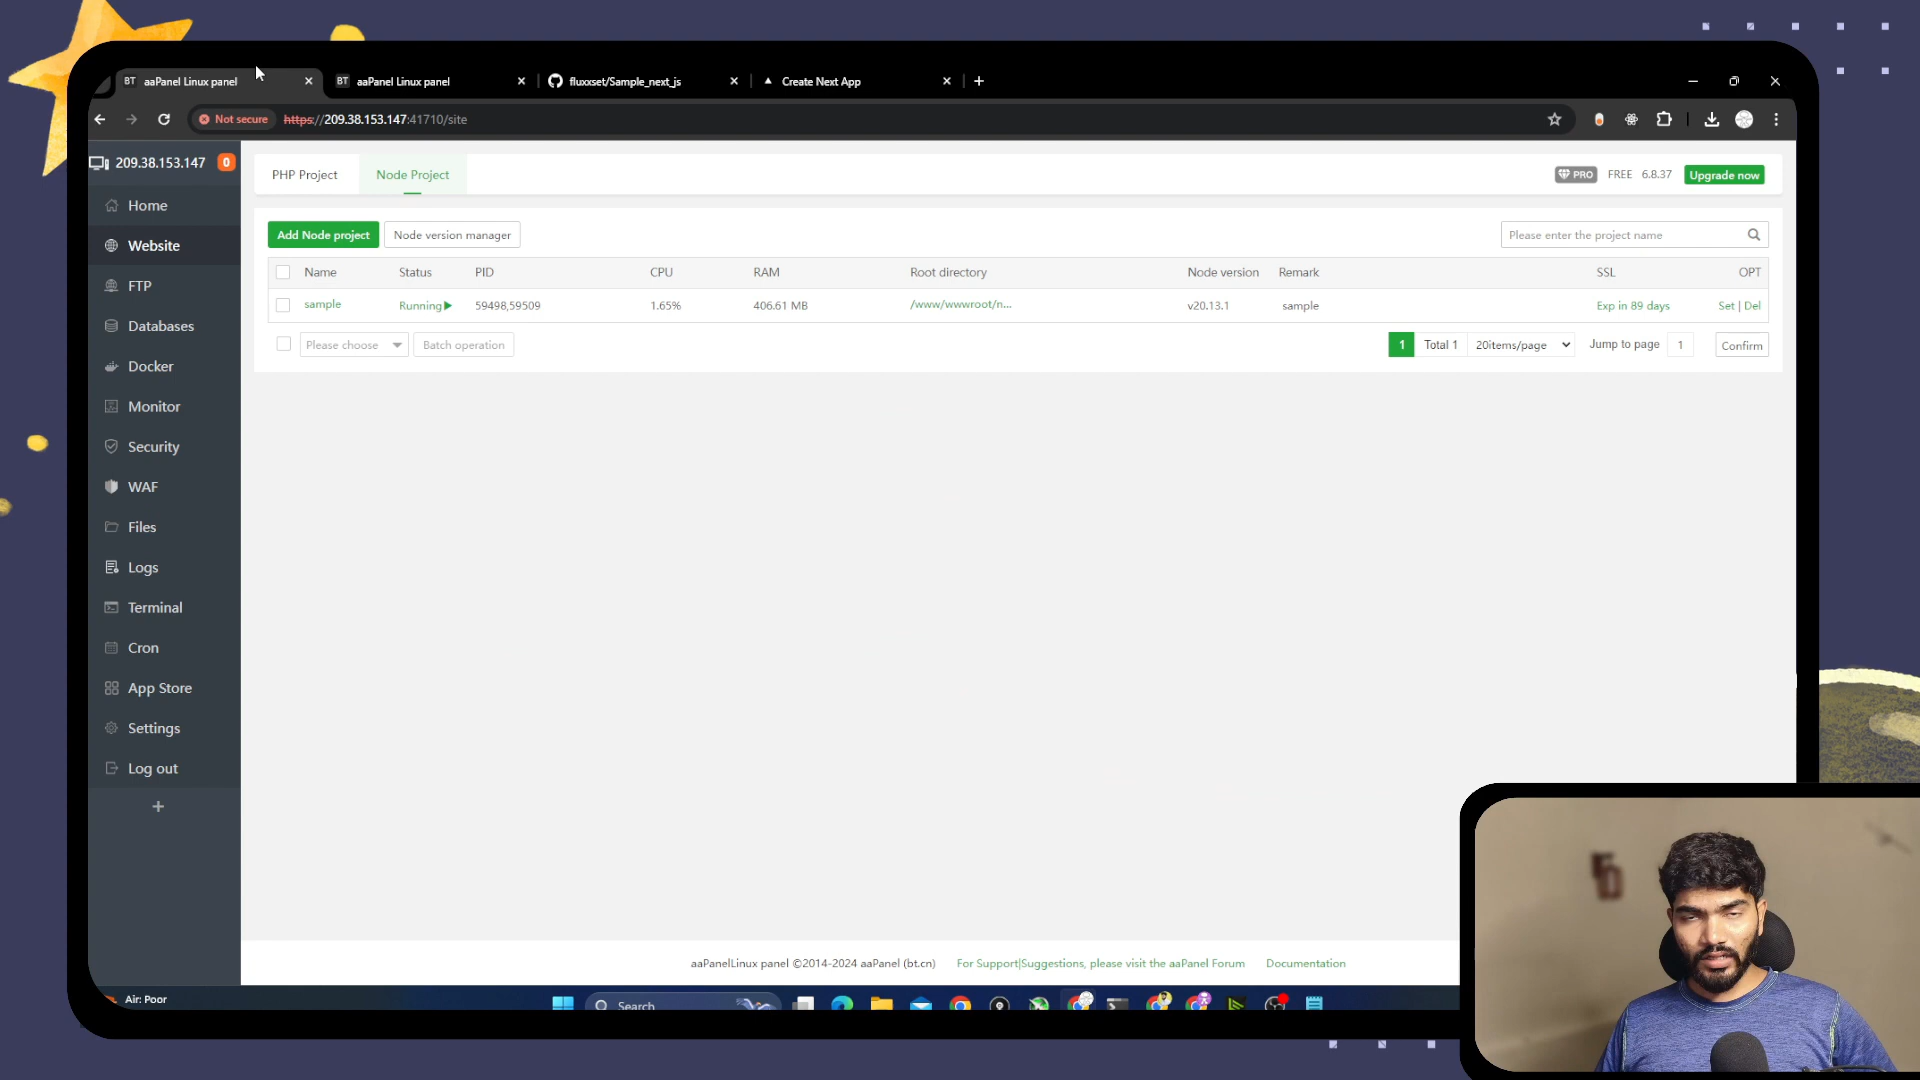 BT aaPanel Linux panel
BT aaPanel Linux panel
fluxxset/Sample_next_js
Create Next App
Not secure
https://209.38.153.147:41710/site
209.38.153.147
0
Home
Website
FTP
Databases
Docker
Monitor
Security
WAF
Files
Logs
Terminal
Cron
App Store
Settings
Log out
PHP Project
Node Project
PRO FREE 6.8.37 Upgrade now
Add Node project
Node version manager
Please enter the project name
Name Status PID CPU RAM Root directory Node version Remark SSL OPT
sample Running 59498,59509 1.65% 406.61 MB /www/wwwroot/n... v20.13.1 sample Exp in 89 days Set | Del
Please choose
Batch operation
1 Total 1 20items/page Jump to page 1 Confirm
aaPanelLinux panel ©2014-2024 aaPanel (bt.cn) For Support|Suggestions, please visit the aaPanel Forum Documentation
Air: Poor
Search